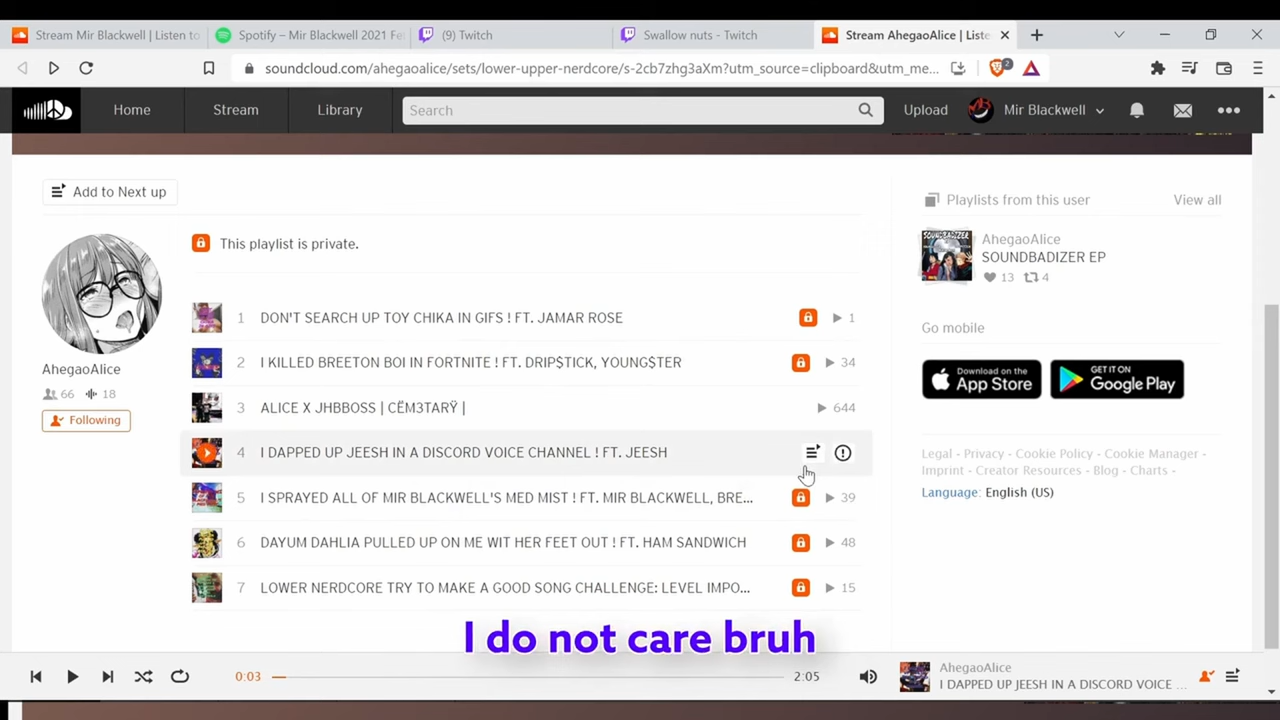 Stream Mir Blackwell | Listen to
Spotify – Mir Blackwell 2021 Fe
(9) Twitch
Swallow nuts - Twitch
Stream AhegaoAlice | Liste
soundcloud.com/ahegaoalice/sets/lower-upper-nerdcore/s-2cb7zhg3aXm?utm_source=clipboard&utm_me...
2
Home
Stream
Library
Search
Upload
Mir Blackwell
Add to Next up
This playlist is private.
AhegaoAlice
66 18
Following
1 DON'T SEARCH UP TOY CHIKA IN GIFS ! FT. JAMAR ROSE 1
2 I KILLED BREETON BOI IN FORTNITE ! FT. DRIP$TICK, YOUNG$TER 34
3 ALICE X JHBBOSS | CËM3TARŸ | 644
4 I DAPPED UP JEESH IN A DISCORD VOICE CHANNEL ! FT. JEESH
5 I SPRAYED ALL OF MIR BLACKWELL'S MED MIST ! FT. MIR BLACKWELL, BRE... 39
6 DAYUM DAHLIA PULLED UP ON ME WIT HER FEET OUT ! FT. HAM SANDWICH 48
7 LOWER NERDCORE TRY TO MAKE A GOOD SONG CHALLENGE: LEVEL IMPO... 15
Playlists from this user
View all
SOUNDBADIZER
AhegaoAlice
SOUNDBADIZER EP
13 4
Go mobile
Download on the
App Store
GET IT ON
Google Play
Legal - Privacy - Cookie Policy - Cookie Manager -
Imprint - Creator Resources - Blog - Charts -
Language: English (US)
I do not care bruh
0:03
2:05
AhegaoAlice
I DAPPED UP JEESH IN A DISCORD VOICE ...